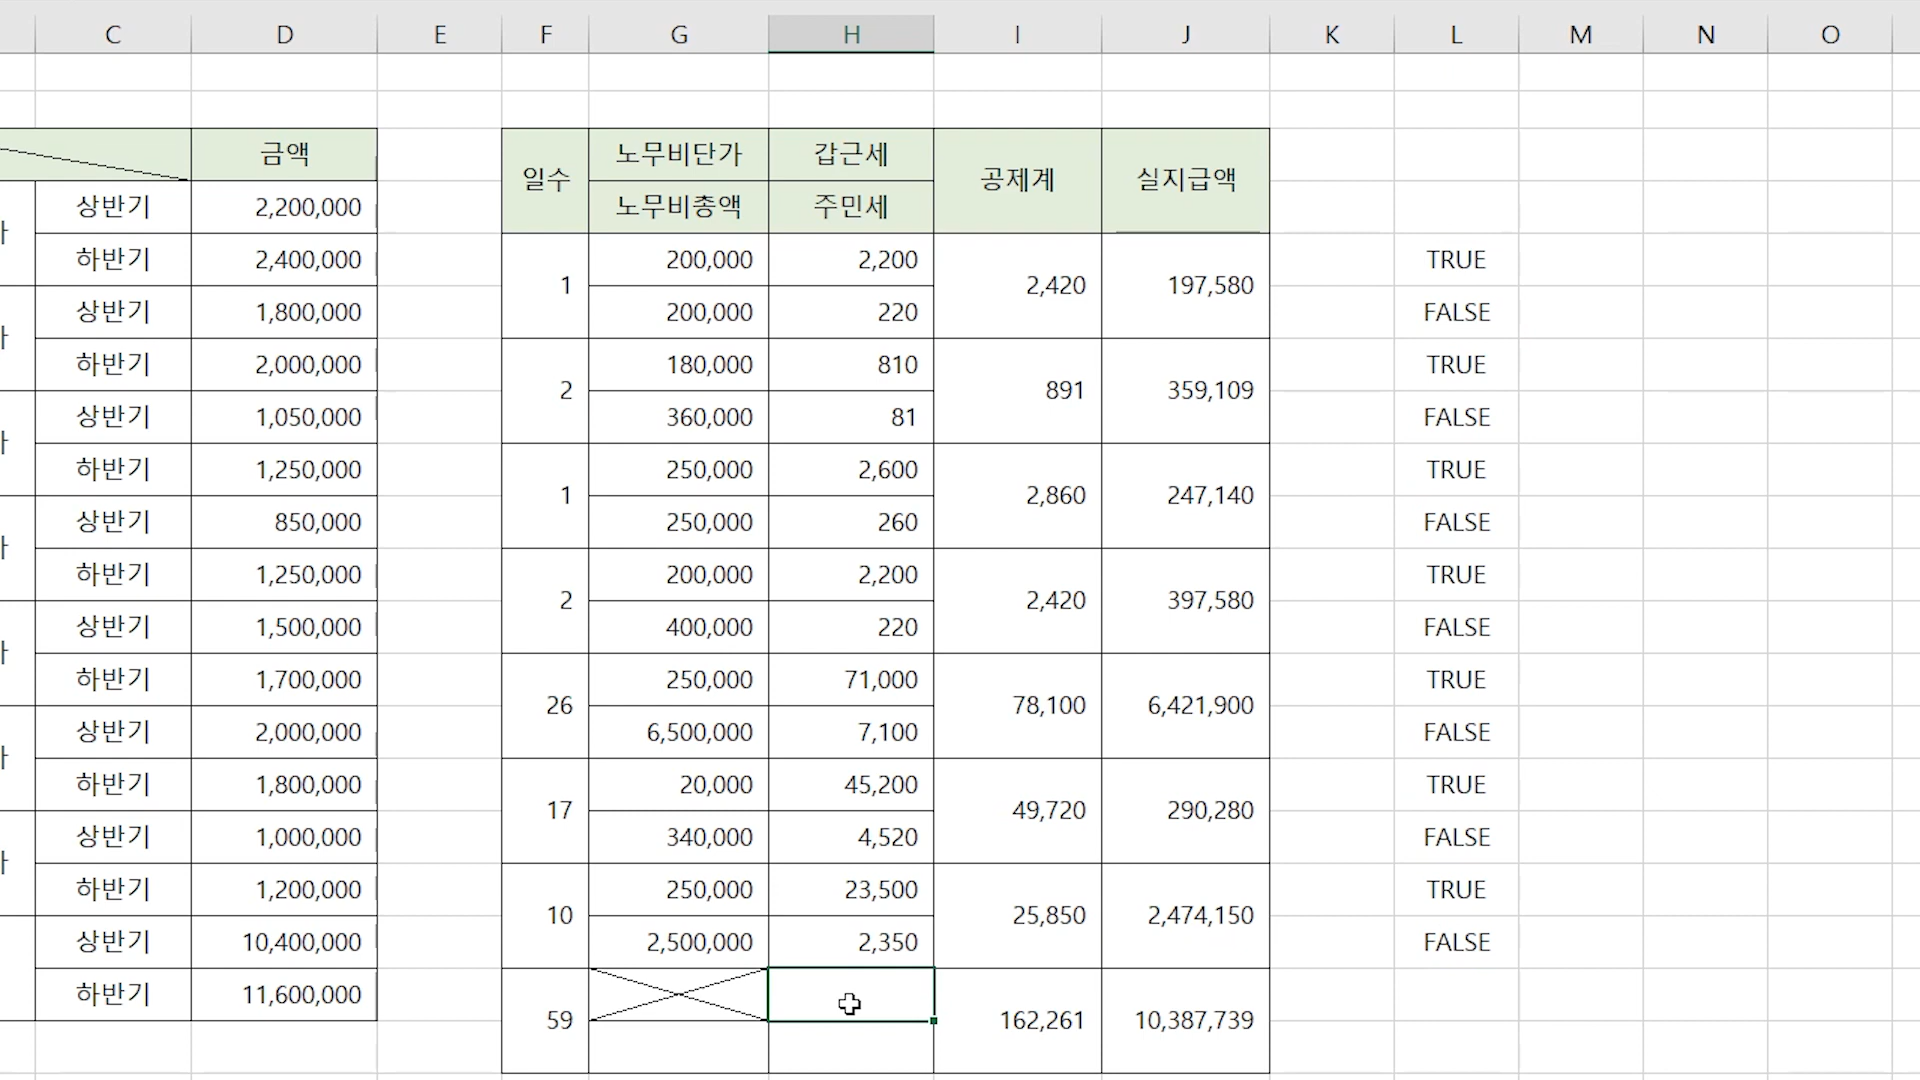 C D E F G H I J K L M N O
금액 일수 노무비단가 갑근세 공제계 실지급액
상반기 2,200,000 노무비총액 주민세
하반기 2,400,000 1 200,000 2,200 2,420 197,580 TRUE
상반기 1,800,000 200,000 220 FALSE
하반기 2,000,000 2 180,000 810 891 359,109 TRUE
상반기 1,050,000 360,000 81 FALSE
하반기 1,250,000 1 250,000 2,600 2,860 247,140 TRUE
상반기 850,000 250,000 260 FALSE
하반기 1,250,000 2 200,000 2,200 2,420 397,580 TRUE
상반기 1,500,000 400,000 220 FALSE
하반기 1,700,000 26 250,000 71,000 78,100 6,421,900 TRUE
상반기 2,000,000 6,500,000 7,100 FALSE
하반기 1,800,000 17 20,000 45,200 49,720 290,280 TRUE
상반기 1,000,000 340,000 4,520 FALSE
하반기 1,200,000 10 250,000 23,500 25,850 2,474,150 TRUE
상반기 10,400,000 2,500,000 2,350 FALSE
하반기 11,600,000 59 162,261 10,387,739